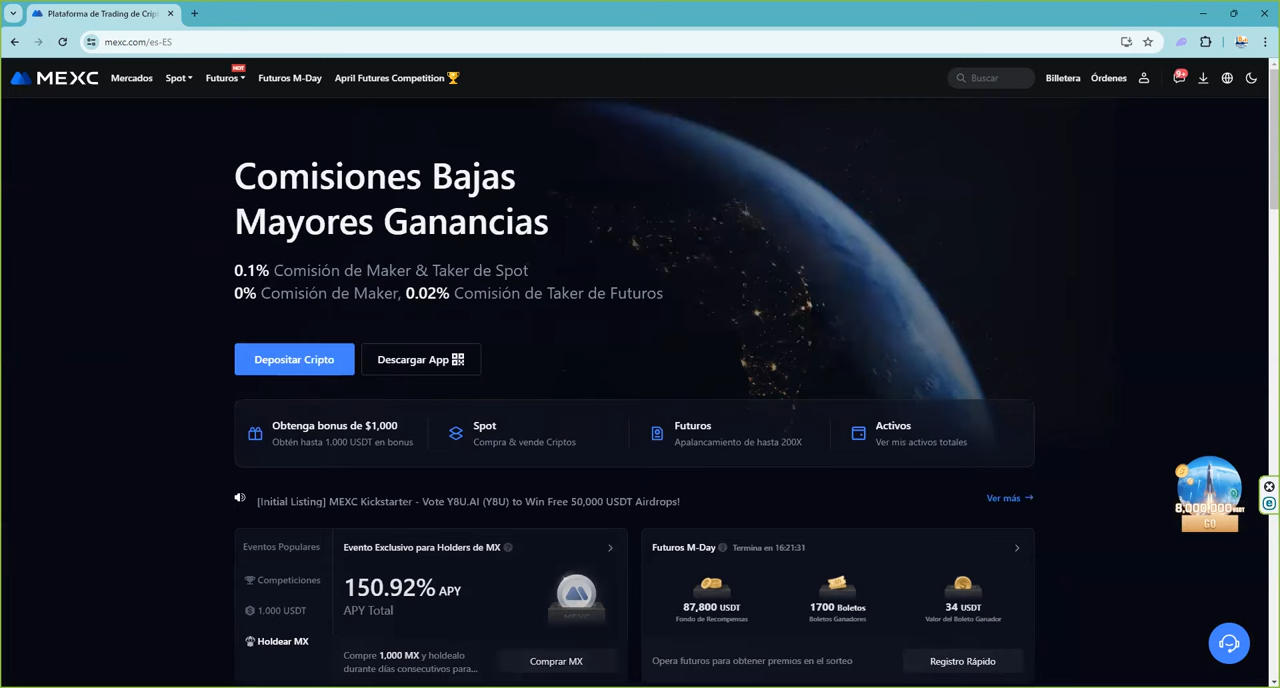 Plataforma de Trading de Crip
mexc.com/es-ES
MEXC
Mercados
Spot
HOT
Futuros
Futuros M-Day
April Futures Competition
Buscar
Billetera
Órdenes
9+
Comisiones Bajas
Mayores Ganancias
0.1% Comisión de Maker & Taker de Spot
0% Comisión de Maker, 0.02% Comisión de Taker de Futuros
Depositar Cripto
Descargar App
Obtenga bonus de $1,000
Obtén hasta 1.000 USDT en bonus
Spot
Compra & vende Criptos
Futuros
Apalancamiento de hasta 200X
Activos
Ver mis activos totales
[Initial Listing] MEXC Kickstarter - Vote Y8U.AI (Y8U) to Win Free 50,000 USDT Airdrops!
Ver más
8,000,000 USDT
GO
Eventos Populares
Competiciones
1,000 USDT
Holdear MX
Evento Exclusivo para Holders de MX
150.92% APY
APY Total
MEXC
Compre 1,000 MX y holdealo
durante días consecutivos para...
Comprar MX
Futuros M-Day
Termina en 16:21:31
87,800 USDT
Fondo de Recompensas
1700 Boletos
Boletos Ganadores
34 USDT
Valor del Boleto Ganador
Opera futuros para obtener premios en el sorteo
Registro Rápido